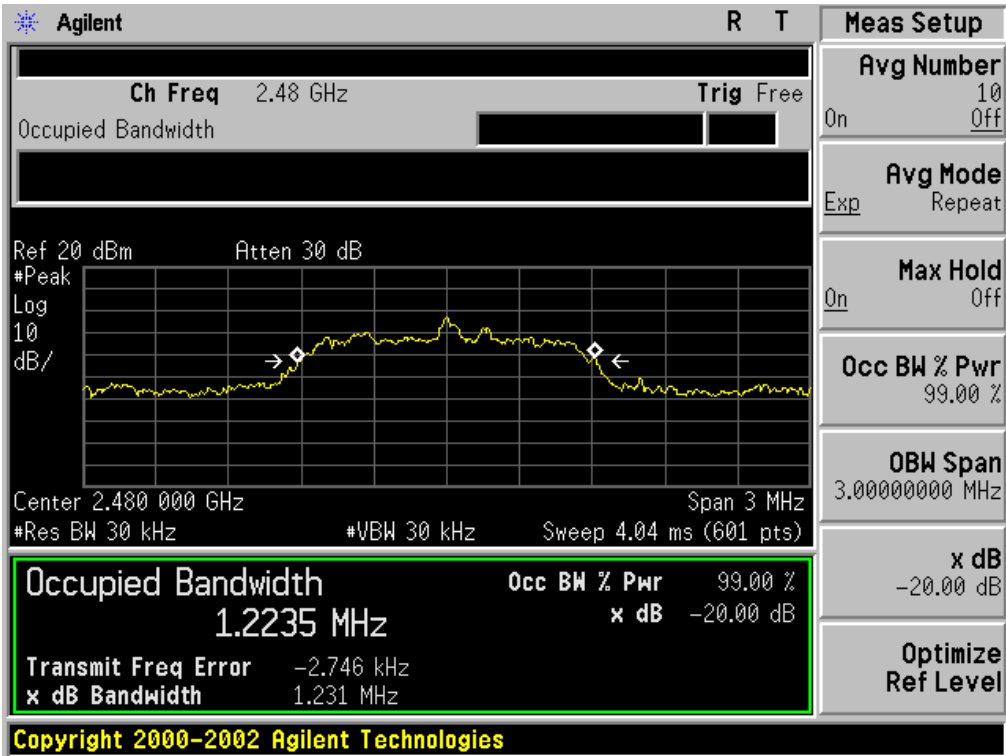 Agilent R T
Ch Freq 2.48 GHz Trig Free
Occupied Bandwidth
Ref 20 dBm Atten 30 dB
#Peak
Log
10
dB/
Center 2.480 000 GHz Span 3 MHz
#Res BW 30 kHz #VBW 30 kHz Sweep 4.04 ms (601 pts)
Occupied Bandwidth Occ BW % Pwr 99.00 %
1.2235 MHz x dB -20.00 dB
Transmit Freq Error -2.746 kHz
x dB Bandwidth 1.231 MHz
Copyright 2000-2002 Agilent Technologies
Meas Setup
Avg Number
10
On Off
Avg Mode
Exp Repeat
Max Hold
On Off
Occ BW % Pwr
99.00 %
OBW Span
3.00000000 MHz
x dB
-20.00 dB
Optimize
Ref Level